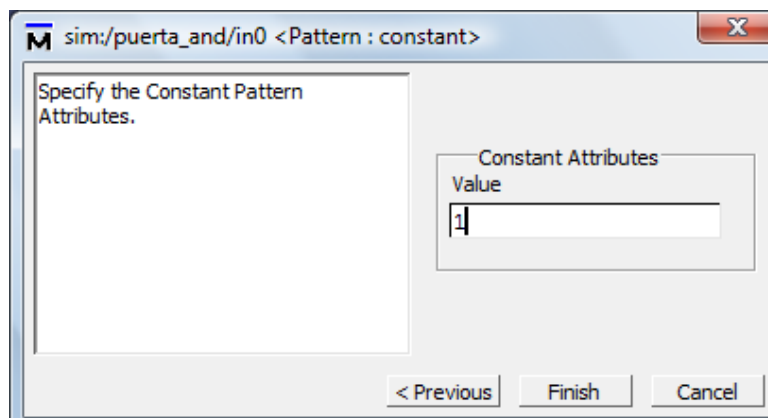 sim:/puerta_and/in0 <Pattern : constant>
Specify the Constant Pattern
Attributes.
Constant Attributes
Value
1
< Previous
Finish
Cancel